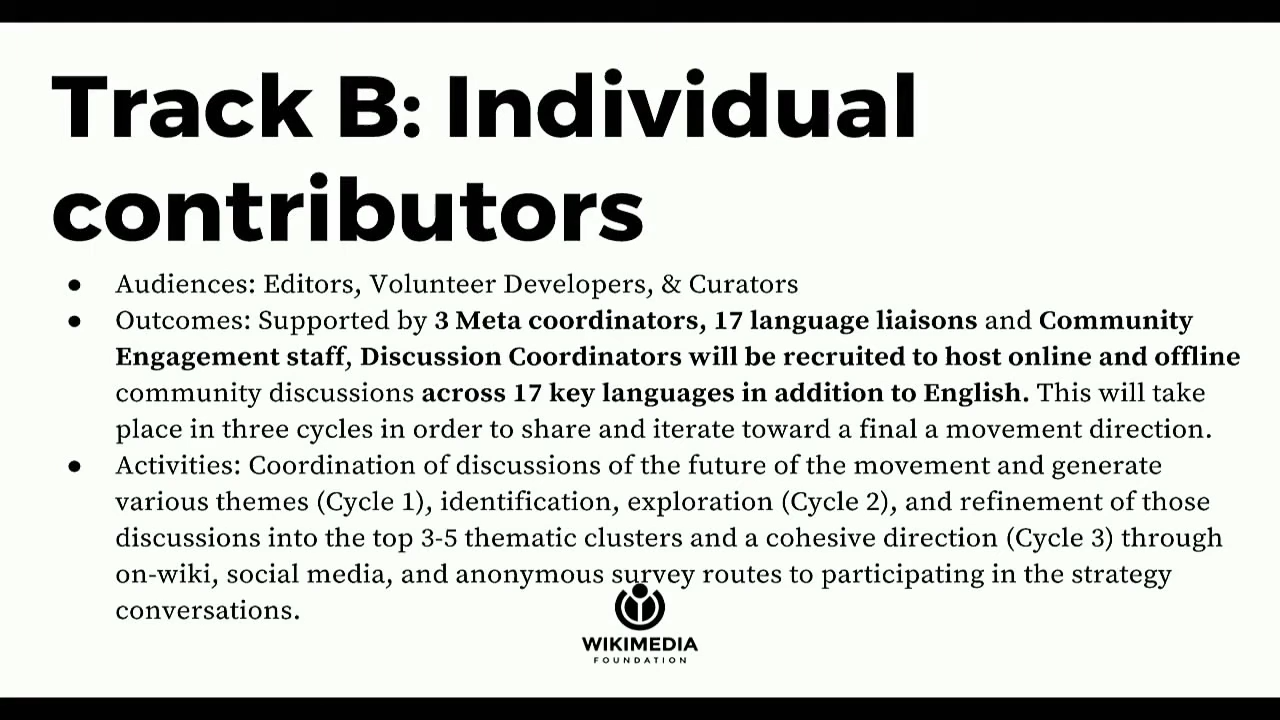 Track B: Individual
contributors
● Audiences: Editors, Volunteer Developers, & Curators
● Outcomes: Supported by 3 Meta coordinators, 17 language liaisons and Community
Engagement staff, Discussion Coordinators will be recruited to host online and offline
community discussions across 17 key languages in addition to English. This will take
place in three cycles in order to share and iterate toward a final a movement direction.
● Activities: Coordination of discussions of the future of the movement and generate
various themes (Cycle 1), identification, exploration (Cycle 2), and refinement of those
discussions into the top 3-5 thematic clusters and a cohesive direction (Cycle 3) through
on-wiki, social media, and anonymous survey routes to participating in the strategy
conversations.
WIKIMEDIA
FOUNDATION